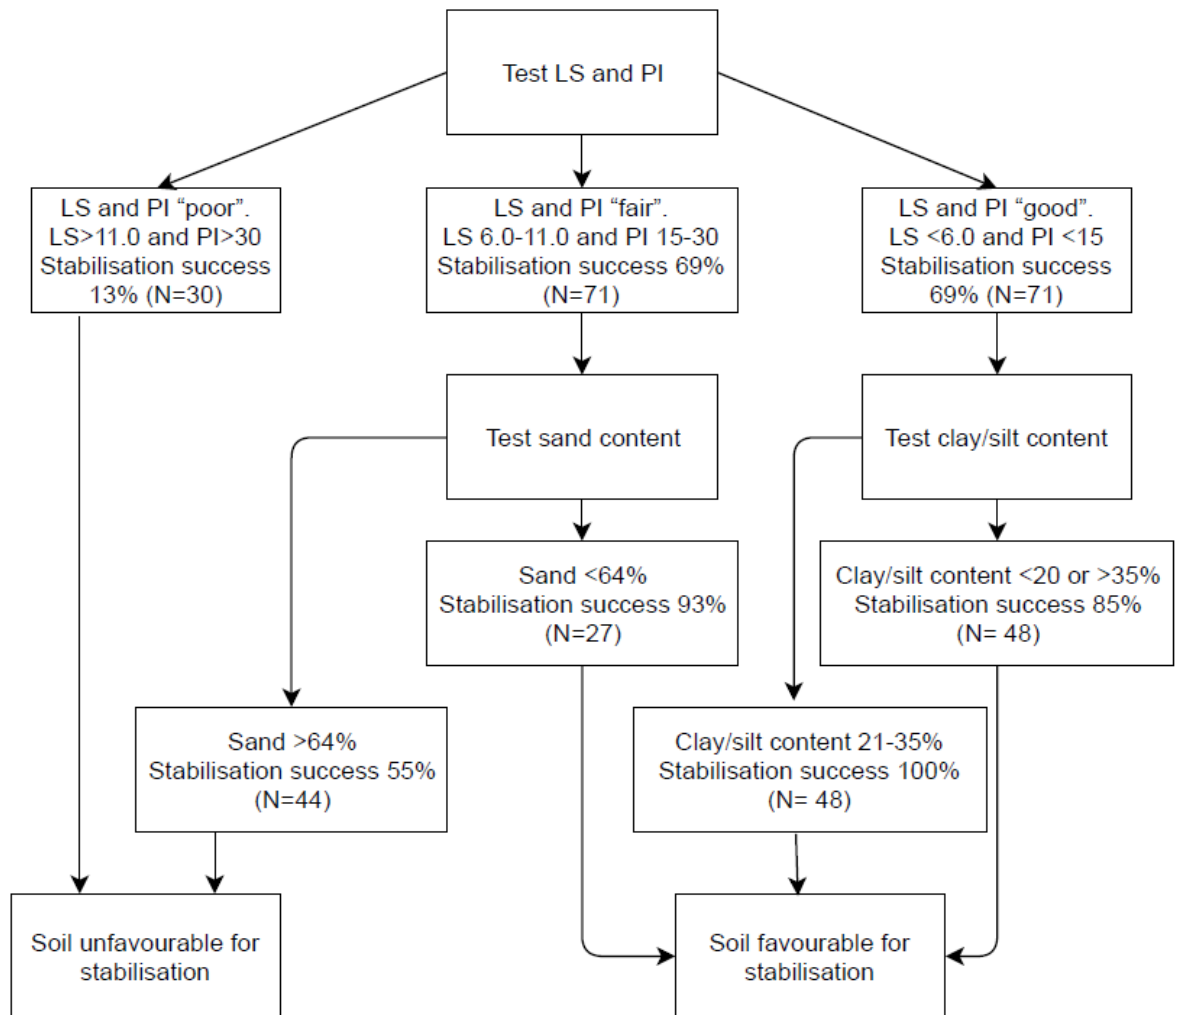 Test LS and PI
LS and PI “poor”.
LS>11.0 and PI>30
Stabilisation success
13% (N=30)
LS and PI “fair”.
LS 6.0-11.0 and PI 15-30
Stabilisation success 69%
(N=71)
LS and PI “good”.
LS <6.0 and PI <15
Stabilisation success
69% (N=71)
Test sand content
Test clay/silt content
Sand <64%
Stabilisation success 93%
(N=27)
Clay/silt content <20 or >35%
Stabilisation success 85%
(N= 48)
Sand >64%
Stabilisation success 55%
(N=44)
Clay/silt content 21-35%
Stabilisation success 100%
(N= 48)
Soil unfavourable for
stabilisation
Soil favourable for
stabilisation